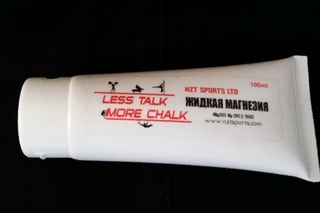 LESS TALK
MORE CHALK
NZT SPORTS LTD
100ml
ЖИДКАЯ МАГНЕЗИЯ
www.nztsports.com